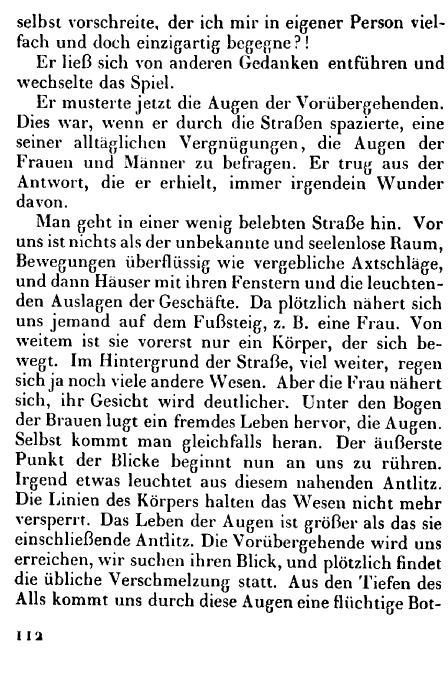 selbst vorschreite, der ich mir in eigener Person viel-
fach und doch einzigartig begegne?!
Er ließ sich von anderen Gedanken entführen und
wechselte das Spiel.
Er musterte jetzt die Augen der Vorübergehenden.
Dies war, wenn er durch die Straßen spazierte, eine
seiner alltäglichen Vergnügungen, die Augen der
Frauen und Männer zu befragen. Er trug aus der
Antwort, die er erhielt, immer irgendein Wunder
davon.
Man geht in einer wenig belebten Straße hin. Vor
uns ist nichts als der unbekannte und seelenlose Raum,
Bewegungen überflüssig wie vergebliche Axtschläge,
und dann Häuser mit ihren Fenstern und die leuchten-
den Auslagen der Geschäfte. Da plötzlich nähert sich
uns jemand auf dem Fußsteig, z. B. eine Frau. Von
weitem ist sie vorerst nur ein Körper, der sich be-
wegt. Im Hintergrund der Straße, viel weiter, regen
sich ja noch viele andere Wesen. Aber die Frau nähert
sich, ihr Gesicht wird deutlicher. Unter den Bogen
der Brauen lugt ein fremdes Leben hervor, die Augen.
Selbst kommt man gleichfalls heran. Der äußerste
Punkt der Blicke beginnt nun an uns zu rühren.
Irgend etwas leuchtet aus diesem nahenden Antlitz.
Die Linien des Körpers halten das Wesen nicht mehr
versperrt. Das Leben der Augen ist größer als das sie
einschließende Antlitz. Die Vorübergehende wird uns
erreichen, wir suchen ihren Blick, und plötzlich findet
die übliche Verschmelzung statt. Aus den Tiefen des
Alls kommt uns durch diese Augen eine flüchtige Bot-
112